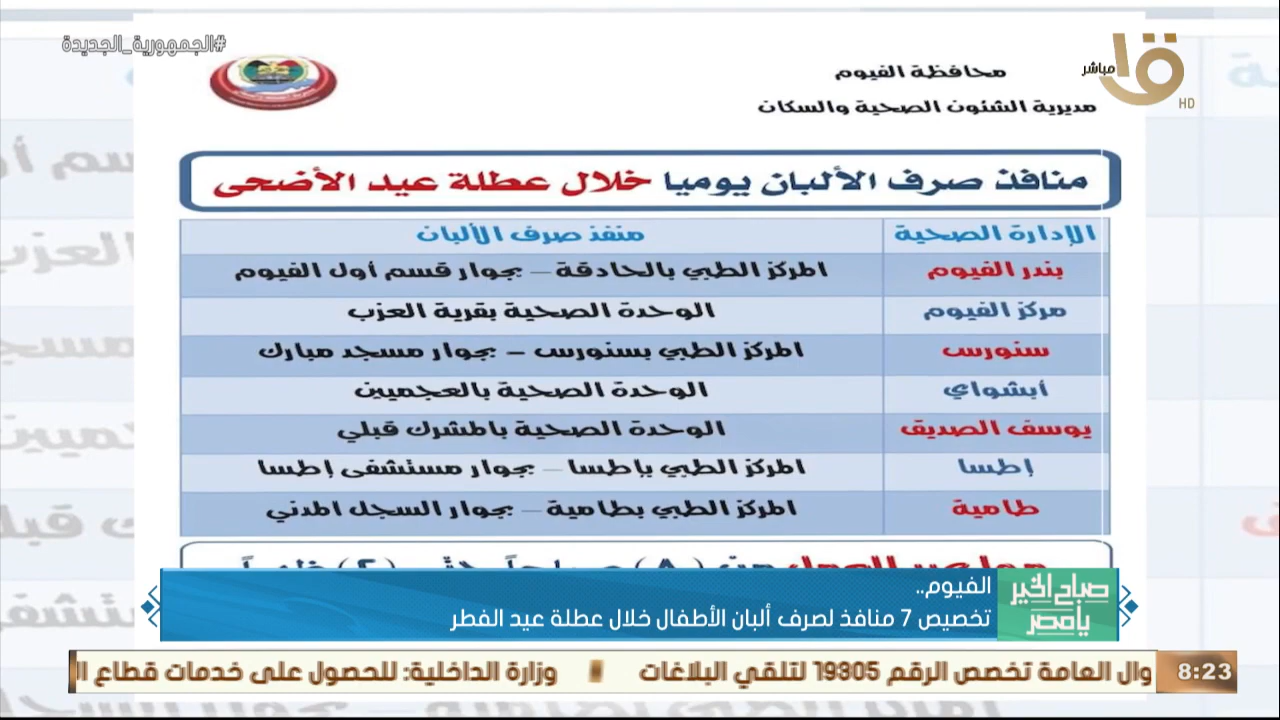 #الجمهورية_الجديدة
مباشر
HD
محافظة الفيوم
مديرية الشئون الصحية والسكان
منافذ صرف الألبان يوميا خلال عطلة عيد الأضحى
الإدارة الصحية منفذ صرف الألبان
بندر الفيوم المركز الطبي بالحادقة – بجوار قسم أول الفيوم
مركز الفيوم الوحدة الصحية بقرية العزب
سنورس المركز الطبي بسنورس – بجوار مسجد مبارك
أبشواي الوحدة الصحية بالعجميين
يوسف الصديق الوحدة الصحية بالمشرك قبلي
إطسا المركز الطبي بإطسا – بجوار مستشفى إطسا
طامية المركز الطبي بطامية – بجوار السجل المدني
صباح الخير يا مصر
الفيوم..
تخصيص 7 منافذ لصرف ألبان الأطفال خلال عطلة عيد الفطر
8:23 وال العامة تخصص الرقم 19805 لتلقي البلاغات وزارة الداخلية: للحصول على خدمات قطاع